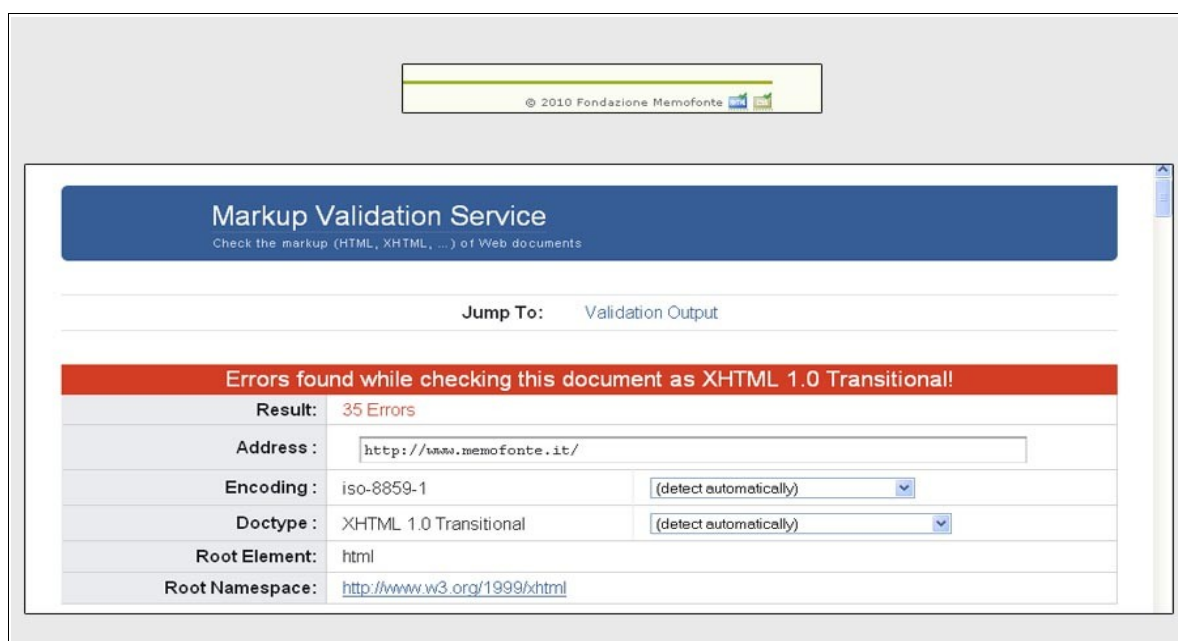 © 2010 Fondazione Memofonte
Markup Validation Service
Check the markup (HTML, XHTML, ...) of Web documents
Jump To: Validation Output
Errors found while checking this document as XHTML 1.0 Transitional!
Result: 35 Errors
Address : http://www.memofonte.it/
Encoding : iso-8859-1 (detect automatically)
Doctype : XHTML 1.0 Transitional (detect automatically)
Root Element: html
Root Namespace: http://www.w3.org/1999/xhtml